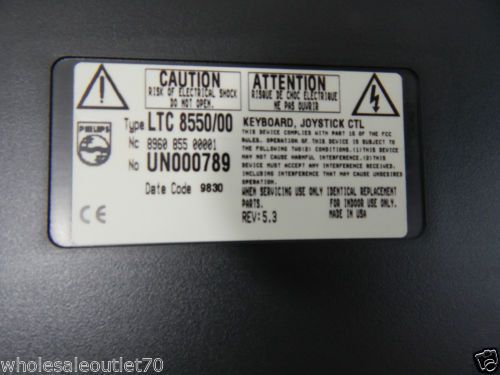 CAUTION
RISK OF ELECTRICAL SHOCK
DO NOT OPEN.
ATTENTION
RISQUE DE CHOC ELECTRIQUE
NE PAS OUVRIR
PHILIPS
Type LTC 8550/00
Nc 8960 855 00001
No UN000789
Date Code 9830
CE
KEYBOARD, JOYSTICK CTL
THIS DEVICE COMPLIES WITH PART 15 OF THE FCC
RULES. OPERATION OF THIS DEVICE IS SUBJECT TO
THE FOLLOWING TWO(2) CONDITIONS. (1)THIS DEVICE
MAY NOT CAUSE HARMFUL INTERFERENCE.(2)THIS
DEVICE MUST ACCEPT ANY INTERFERENCE RECEIVED,
INCLUDING INTERFERENCE THAT MAY CAUSE UNDESIRED
OPERATION.
WHEN SERVICING USE ONLY IDENTICAL REPLACEMENT
PARTS. FOR INDOOR USE ONLY.
REV: 5.3 MADE IN USA
wholesaleoutlet70